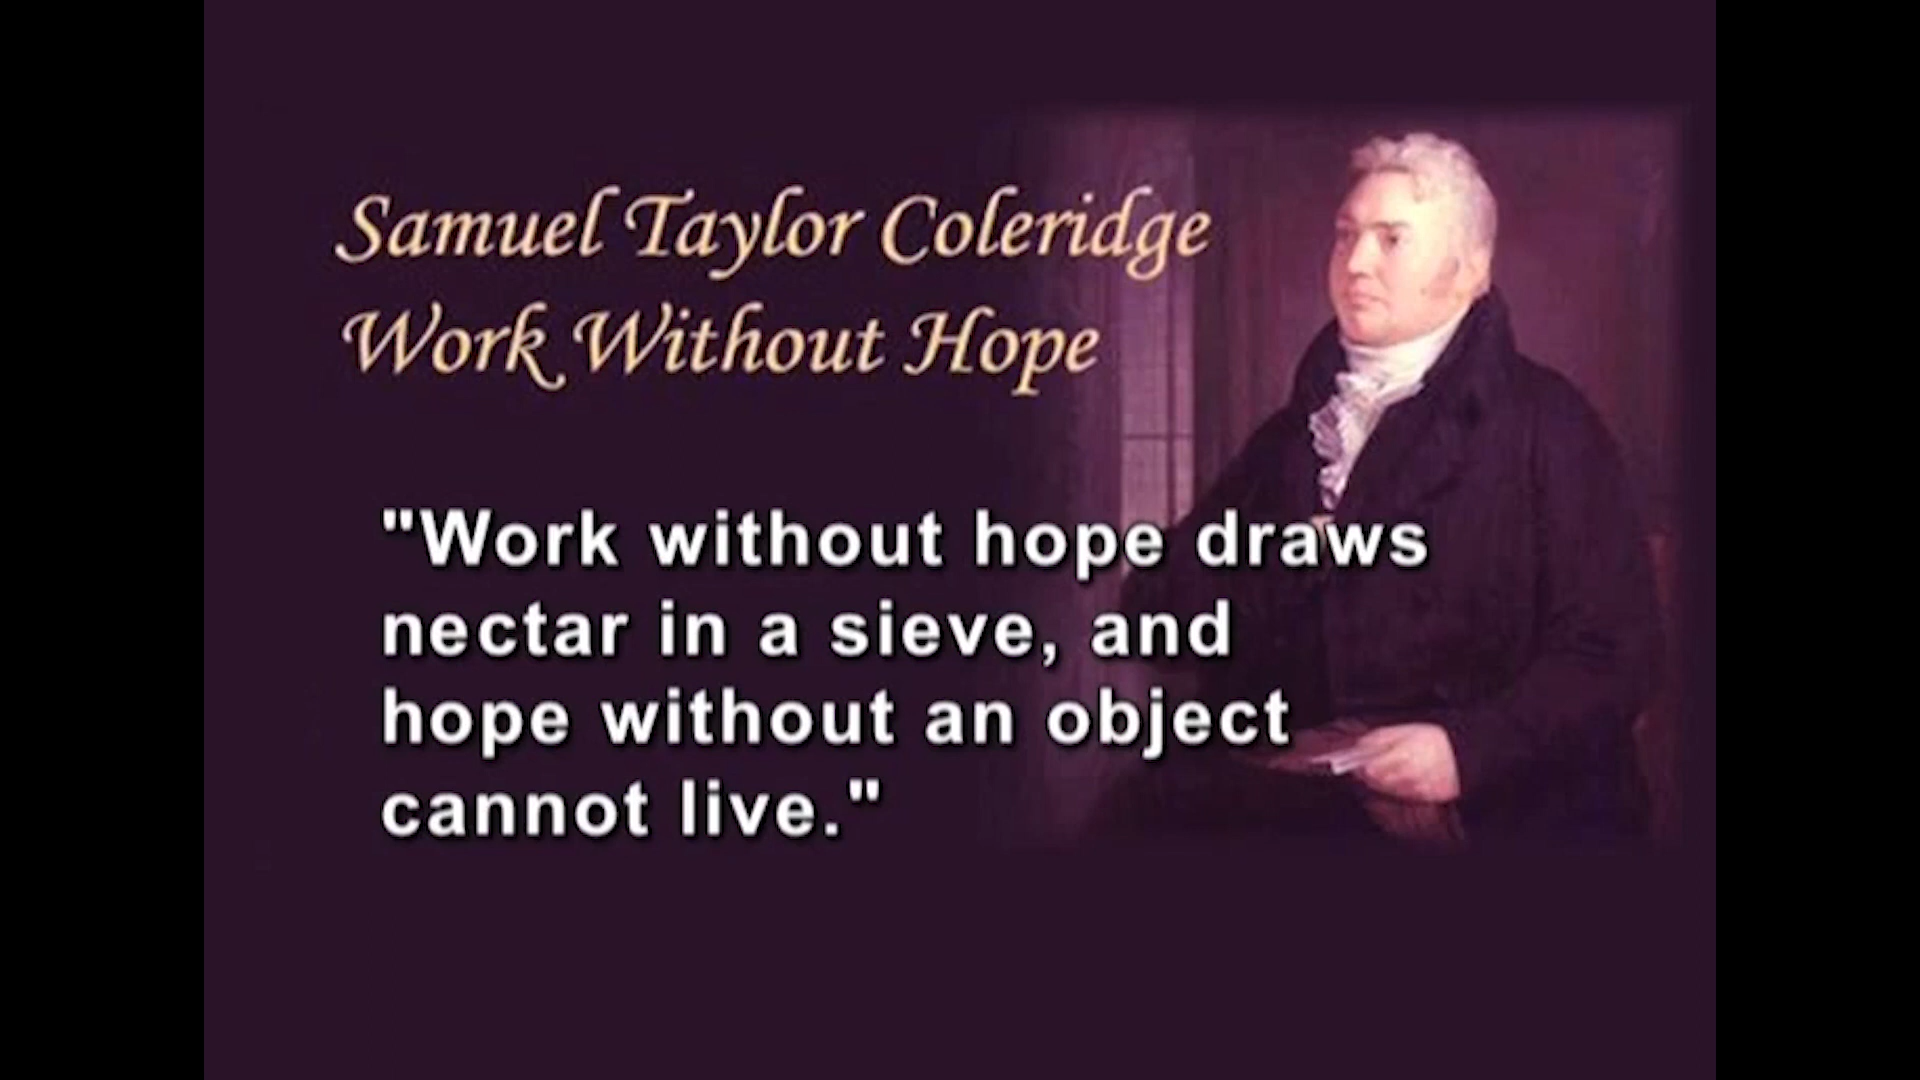 Samuel Taylor Coleridge
Work Without Hope
"Work without hope draws
nectar in a sieve, and
hope without an object
cannot live."